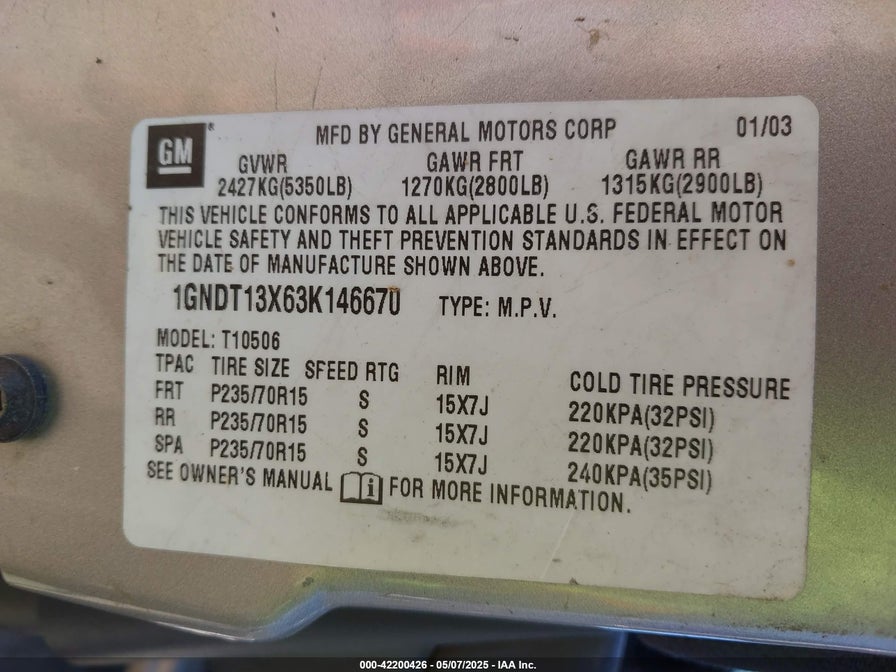 GM ®
MFD BY GENERAL MOTORS CORP 01/03
GVWR GAWR FRT GAWR RR
2427KG(5350LB) 1270KG(2800LB) 1315KG(2900LB)
THIS VEHICLE CONFORMS TO ALL APPLICABLE U.S. FEDERAL MOTOR
VEHICLE SAFETY AND THEFT PREVENTION STANDARDS IN EFFECT ON
THE DATE OF MANUFACTURE SHOWN ABOVE.
1GNDT13X63K146670 TYPE: M.P.V.
MODEL: T10506
TPAC TIRE SIZE SPEED RTG RIM COLD TIRE PRESSURE
FRT P235/70R15 S 15X7J 220KPA(32PSI)
RR P235/70R15 S 15X7J 220KPA(32PSI)
SPA P235/70R15 S 15X7J 240KPA(35PSI)
SEE OWNER'S MANUAL i FOR MORE INFORMATION.
000-42200426 - 05/07/2025 - IAA Inc.